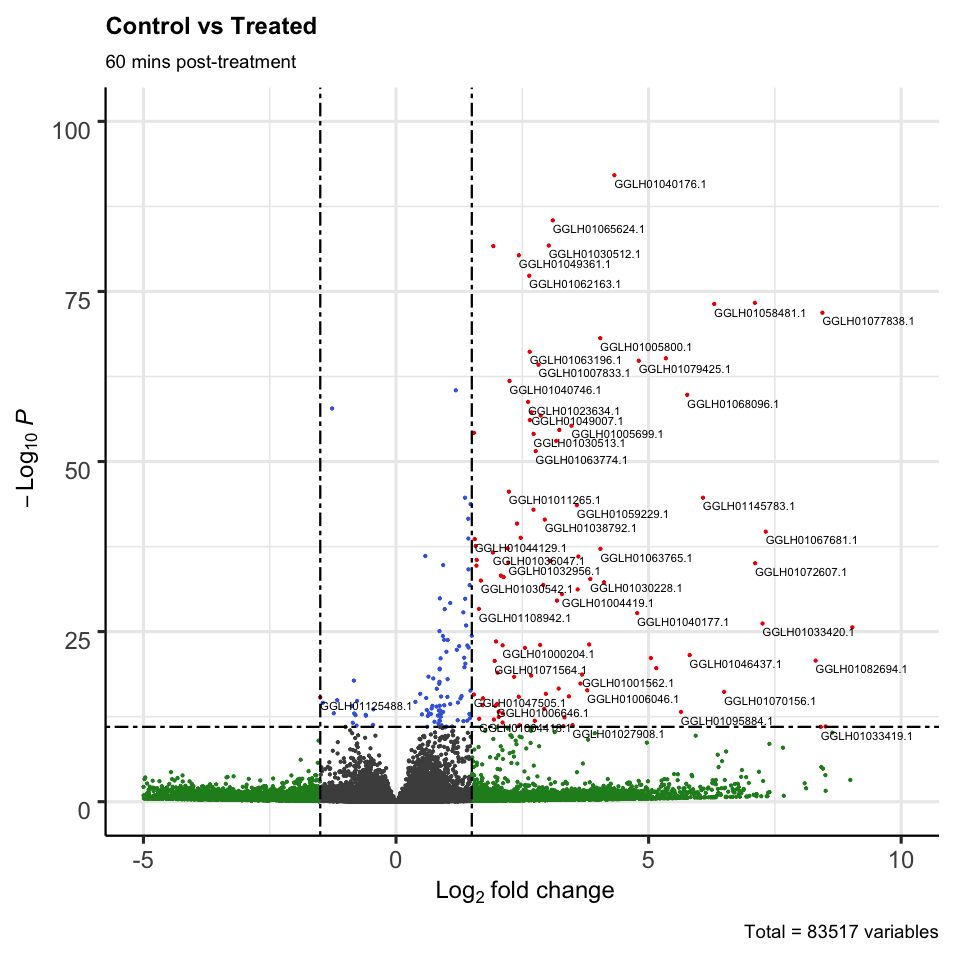 Control vs Treated
60 mins post-treatment
100
75
50
25
0
− Log10 P
GGLH01040176.1
GGLH01065624.1
GGLH01030512.1
GGLH01049361.1
GGLH01062163.1
GGLH01058481.1
GGLH01077838.1
GGLH01005800.1
GGLH01063196.1
GGLH01079425.1
GGLH01007833.1
GGLH01040746.1
GGLH01068096.1
GGLH01023634.1
GGLH01049007.1
GGLH01005699.1
GGLH01030513.1
GGLH01063774.1
GGLH01011265.1
GGLH01145783.1
GGLH01059229.1
GGLH01038792.1
GGLH01067681.1
GGLH01044129.1
GGLH01063765.1
GGLH01036047.1
GGLH01032956.1
GGLH01072607.1
GGLH01030542.1
GGLH01030228.1
GGLH01004419.1
GGLH01108942.1
GGLH01040177.1
GGLH01033420.1
GGLH01000204.1
GGLH01046437.1
GGLH01071564.1
GGLH01082694.1
GGLH01001562.1
GGLH01125488.1
GGLH01047505.1
GGLH01006046.1
GGLH01070156.1
GGLH01006646.1
GGLH01095884.1
GGLH01027908.1
GGLH01033419.1
-5
0
5
10
Log2 fold change
Total = 83517 variables